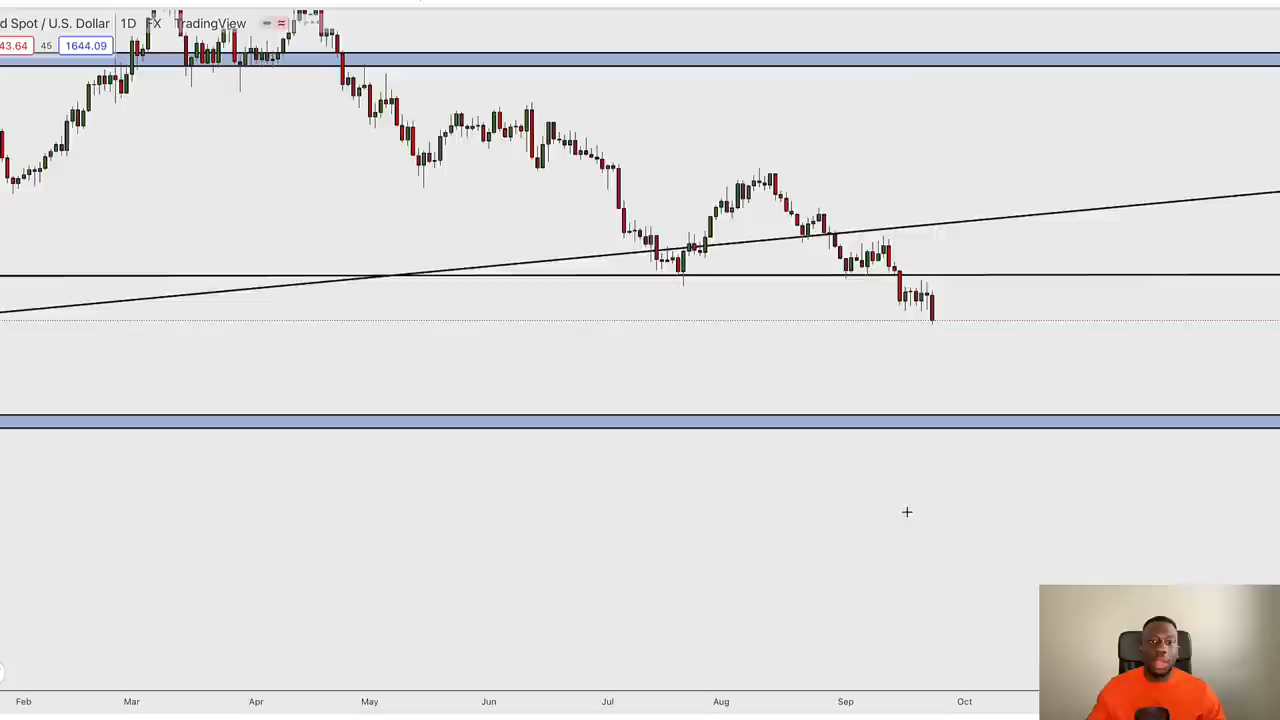 d Spot / U.S. Dollar 1D FX TradingView
43.64 45 1644.09
Feb Mar Apr May Jun Jul Aug Sep Oct